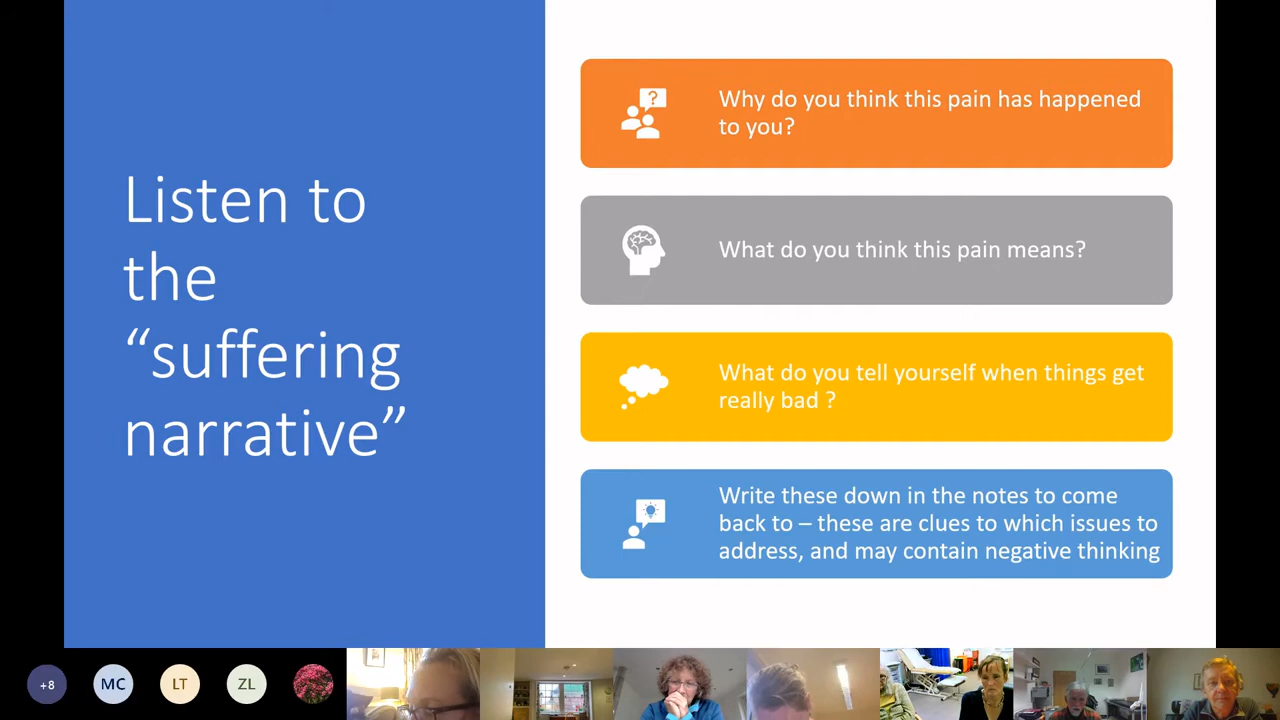 Listen to
the
“suffering
narrative”
Why do you think this pain has happened
to you?
What do you think this pain means?
What do you tell yourself when things get
really bad ?
Write these down in the notes to come
back to – these are clues to which issues to
address, and may contain negative thinking
+8
MC
LT
ZL